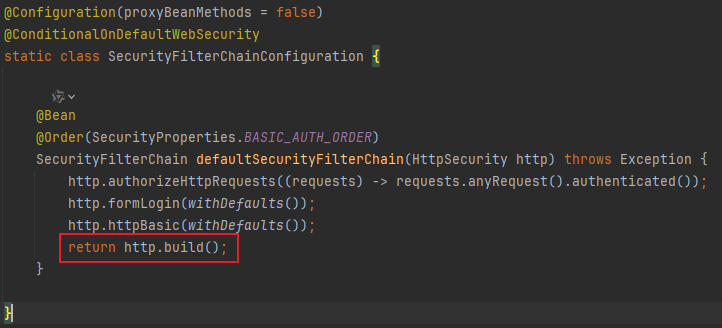 @Configuration(proxyBeanMethods = false)
@ConditionalOnDefaultWebSecurity
static class SecurityFilterChainConfiguration {
@Bean
@Order(SecurityProperties.BASIC_AUTH_ORDER)
SecurityFilterChain defaultSecurityFilterChain(HttpSecurity http) throws Exception {
http.authorizeHttpRequests((requests) -> requests.anyRequest().authenticated());
http.formLogin(withDefaults());
http.httpBasic(withDefaults());
return http.build();
}
}